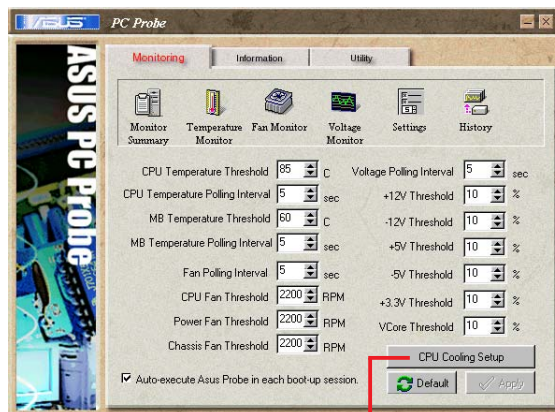 ASUS PC Probe
ASUS PC Probe
Monitoring Information Utility
Monitor Summary Temperature Monitor Fan Monitor Voltage Monitor Settings History
CPU Temperature Threshold 85 C
CPU Temperature Polling Interval 5 sec
MB Temperature Threshold 60 C
MB Temperature Polling Interval 5 sec
Fan Polling Interval 5 sec
CPU Fan Threshold 2200 RPM
Power Fan Threshold 2200 RPM
Chassis Fan Threshold 2200 RPM
Voltage Polling Interval 5 sec
+12V Threshold 10 %
-12V Threshold 10 %
+5V Threshold 10 %
-5V Threshold 10 %
+3.3V Threshold 10 %
VCore Threshold 10 %
CPU Cooling Setup
Auto-execute Asus Probe in each boot-up session.
Default Apply